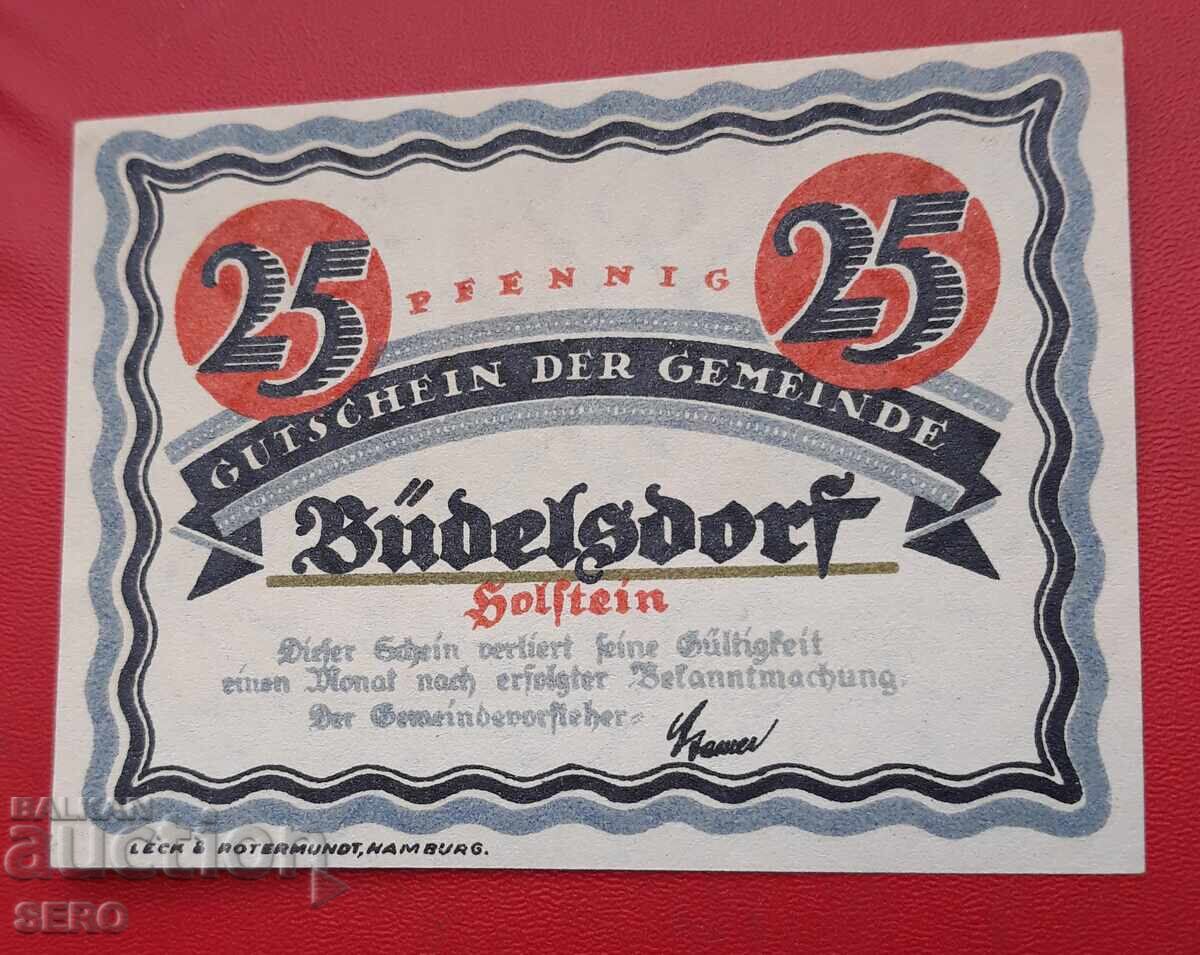 25 25
PFENNIG
GUTSCHEIN DER GEMEINDE
Büdelsdorf
Holstein
Dieser Schein verliert seine Gültigkeit
einen Monat nach erfolgter Bekanntmachung.
Der Gemeindevorsteher=
LECK & ROTERMUNDT, HAMBURG.
BALKAN
auction
SERO